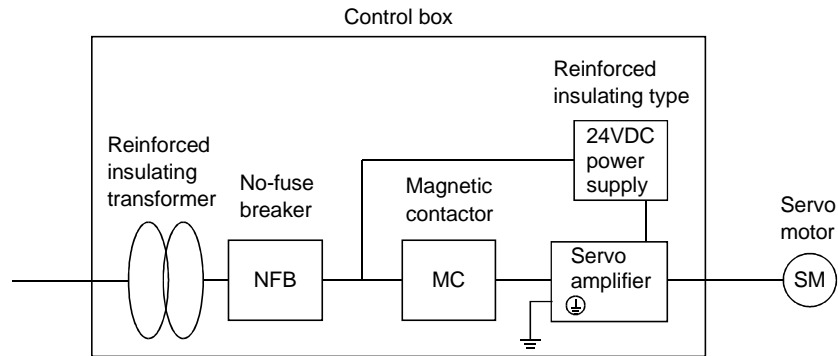 Control box
Reinforced
insulating type
24VDC
power
supply
Reinforced
insulating
transformer
No-fuse
breaker
Magnetic
contactor
Servo
motor
NFB
MC
Servo
amplifier
SM